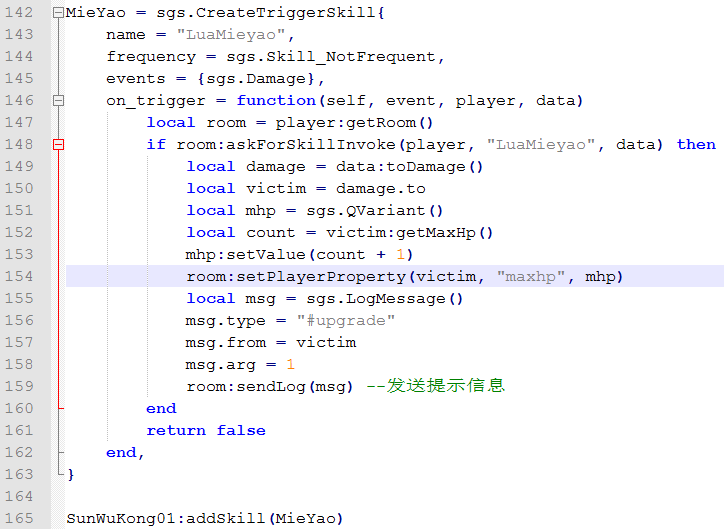 142 MieYao = sgs.CreateTriggerSkill{
143     name = "LuaMieyao",
144     frequency = sgs.Skill_NotFrequent,
145     events = {sgs.Damage},
146     on_trigger = function(self, event, player, data)
147         local room = player:getRoom()
148         if room:askForSkillInvoke(player, "LuaMieyao", data) then
149             local damage = data:toDamage()
150             local victim = damage.to
151             local mhp = sgs.QVariant()
152             local count = victim:getMaxHp()
153             mhp:setValue(count + 1)
154             room:setPlayerProperty(victim, "maxhp", mhp)
155             local msg = sgs.LogMessage()
156             msg.type = "#upgrade"
157             msg.from = victim
158             msg.arg = 1
159             room:sendLog(msg) --发送提示信息
160         end
161         return false
162     end,
163 }
164
165 SunWuKong01:addSkill(MieYao)